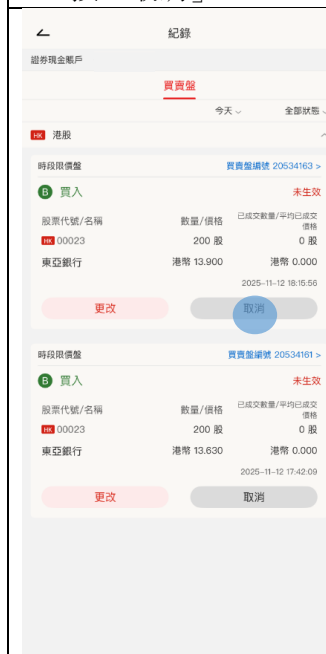 紀錄
證券現金賬戶
買賣盤
今天 全部狀態
HK 港股
時段限價盤 買賣盤編號 20534163 >
B 買入 未生效
股票代號/名稱 數量/價格 已成交數量/平均已成交
價格
HK 00023 200 股 0 股
東亞銀行 港幣 13.900 港幣 0.000
2025-11-12 18:15:56
更改 取消
時段限價盤 買賣盤編號 20534161 >
B 買入 未生效
股票代號/名稱 數量/價格 已成交數量/平均已成交
價格
HK 00023 200 股 0 股
東亞銀行 港幣 13.630 港幣 0.000
2025-11-12 17:42:09
更改 取消